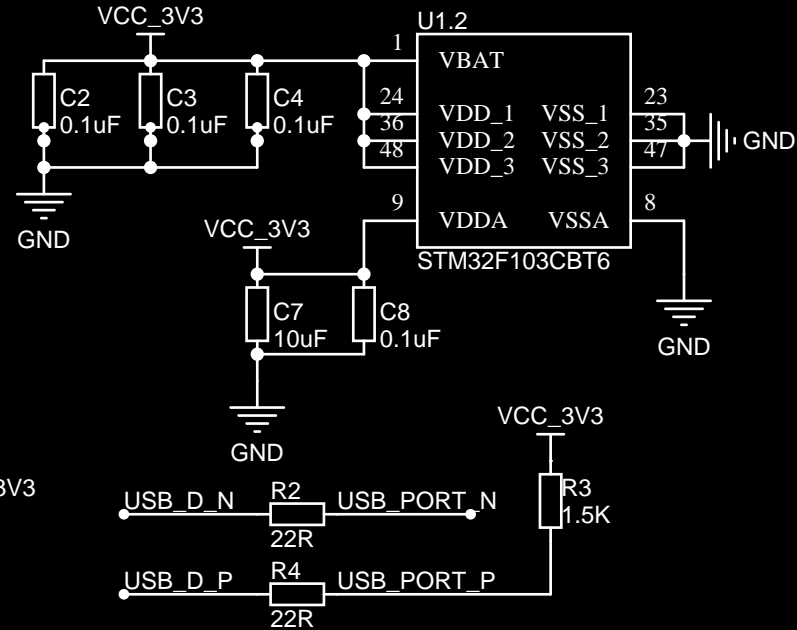 VCC_3V3
U1.2
1
VBAT
C2
0.1uF
C3
0.1uF
C4
0.1uF
24
VDD_1
VSS_1
23
36
VDD_2
VSS_2
35
48
VDD_3
VSS_3
47
GND
GND
9
VDDA
VSSA
8
STM32F103CBT6
VCC_3V3
C7
10uF
C8
0.1uF
GND
GND
VCC_3V3
3V3
USB_D_N
R2
22R
USB_PORT_N
R3
1.5K
USB_D_P
R4
22R
USB_PORT_P